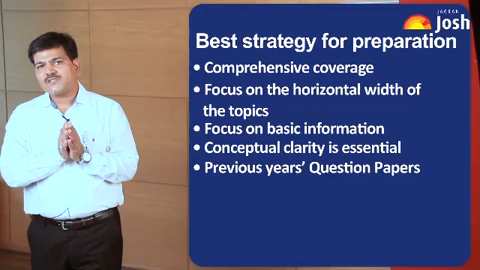 JAGRAN
Josh
Best strategy for preparation
• Comprehensive coverage
• Focus on the horizontal width of
the topics
• Focus on basic information
• Conceptual clarity is essential
• Previous years' Question Papers